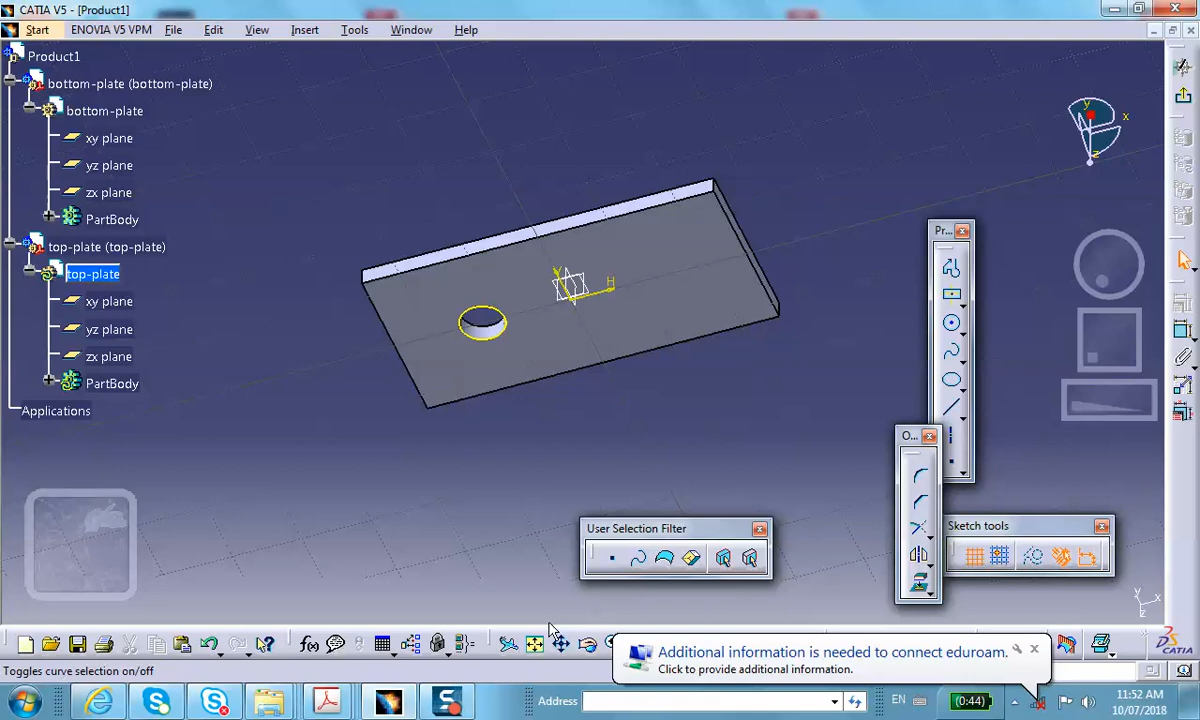 CATIA V5 - [Product1]
Start ENOVIA V5 VPM File Edit View Insert Tools Window Help
Product1
bottom-plate (bottom-plate)
bottom-plate
xy plane
yz plane
zx plane
PartBody
top-plate (top-plate)
top-plate
xy plane
yz plane
zx plane
PartBody
Applications
V
H
y
x
z
Pr...
O...
User Selection Filter
Sketch tools
y
x
z
f(x)
Additional information is needed to connect eduroam.
Click to provide additional information.
CATIA
Toggles curve selection on/off
Address
EN
(0:44)
11:52 AM
10/07/2018